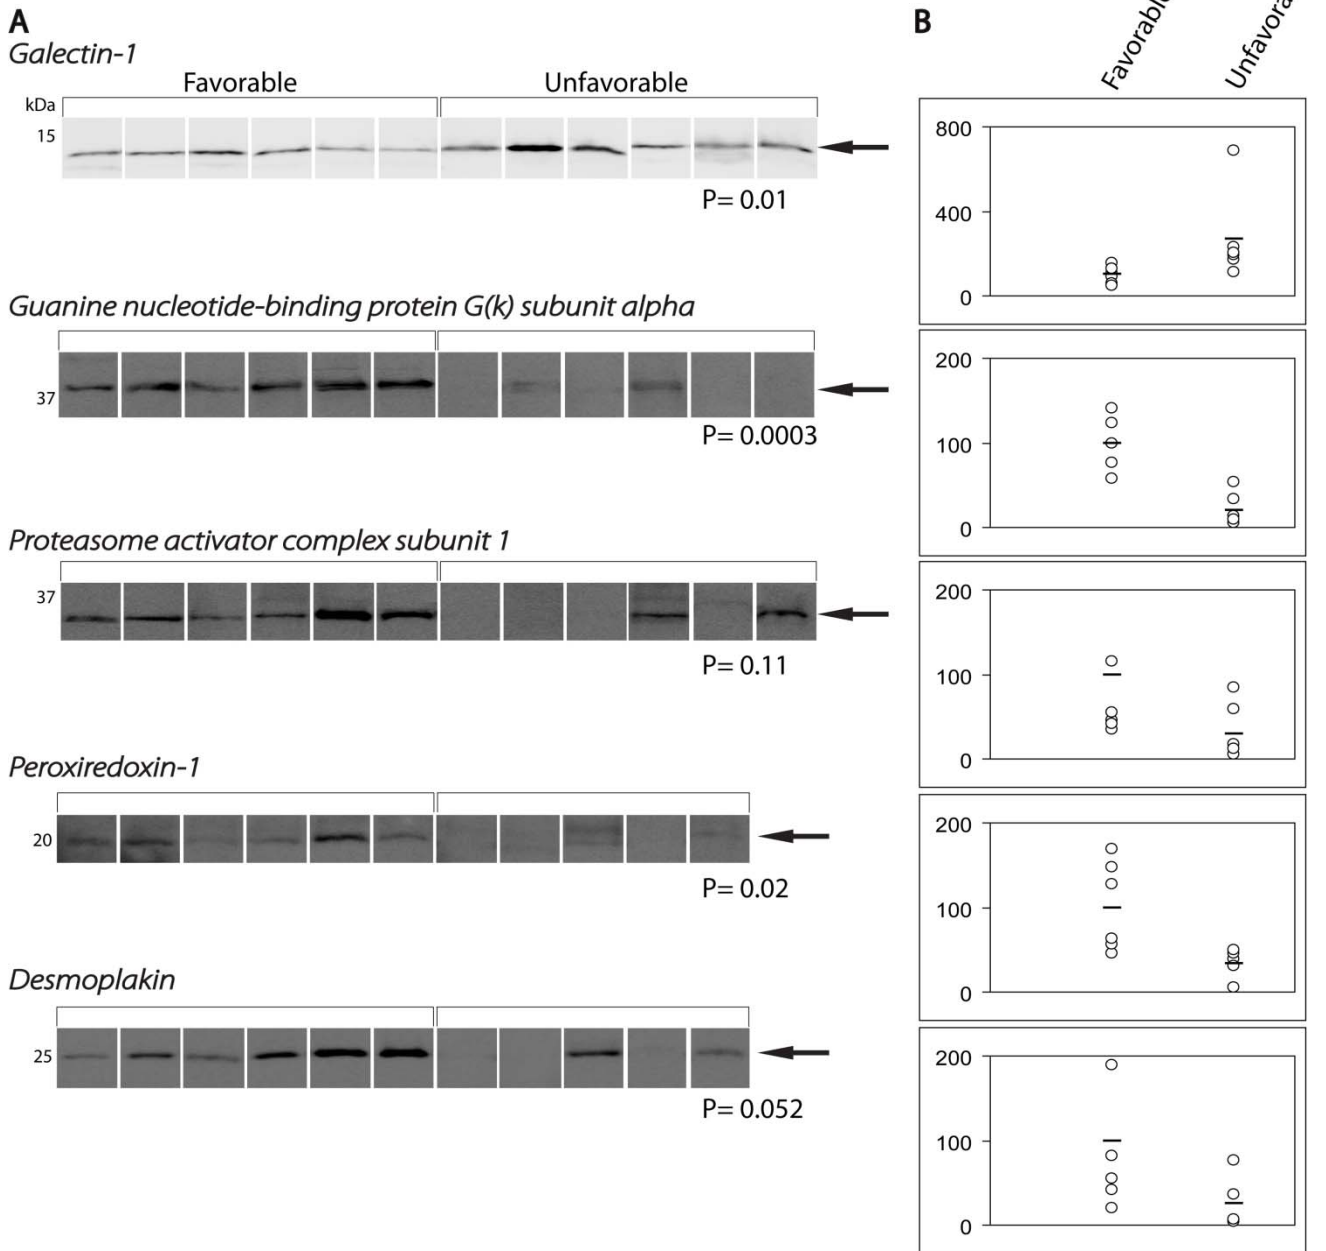 A
Galectin-1
Favorable Unfavorable
kDa
15
P= 0.01
Guanine nucleotide-binding protein G(k) subunit alpha
37
P= 0.0003
Proteasome activator complex subunit 1
37
P= 0.11
Peroxiredoxin-1
20
P= 0.02
Desmoplakin
25
P= 0.052
B
Favorable
Unfavora
800
400
0
200
100
0
200
100
0
200
100
0
200
100
0